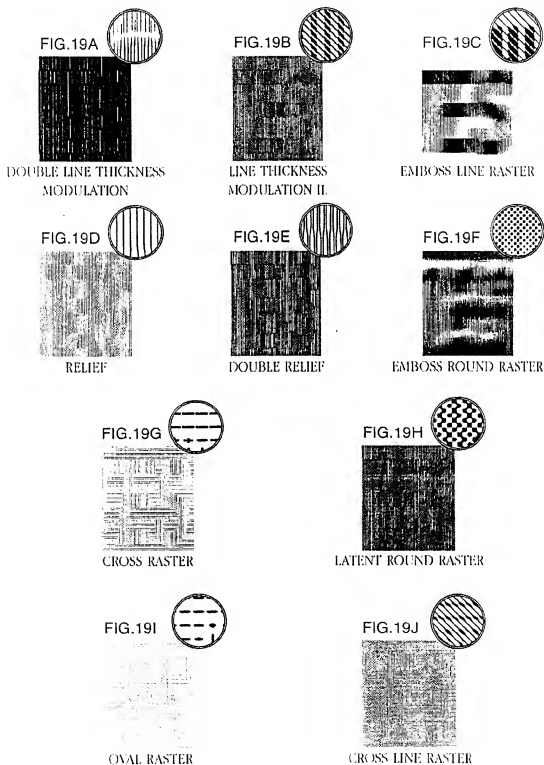 FIG.19A
FIG.19B
FIG.19C
DOUBLE LINE THICKNESS
MODULATION
LINE THICKNESS
MODULATION II.
EMBOSS LINE RASTER
FIG.19D
FIG.19E
FIG.19F
RELIEF
DOUBLE RELIEF
EMBOSS ROUND RASTER
FIG.19G
FIG.19H
CROSS RASTER
LATENT ROUND RASTER
FIG.19I
FIG.19J
OVAL RASTER
CROSS LINE RASTER